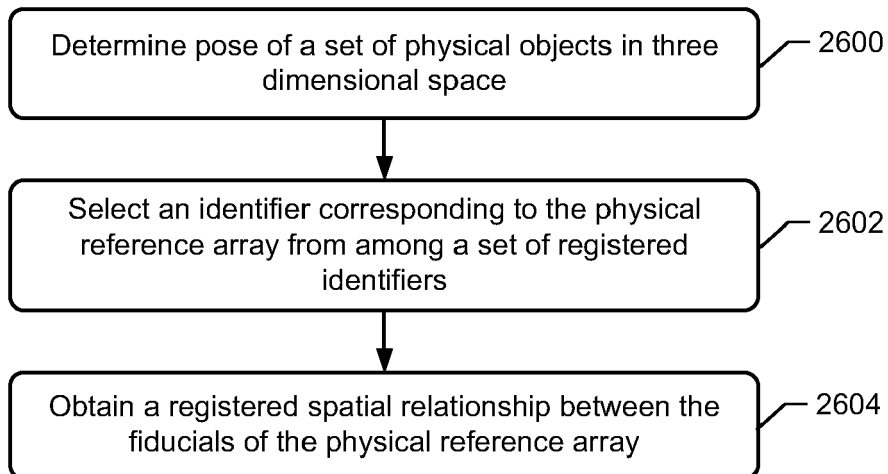 Determine pose of a set of physical objects in three
dimensional space
2600
Select an identifier corresponding to the physical
reference array from among a set of registered
identifiers
2602
Obtain a registered spatial relationship between the
fiducials of the physical reference array
2604